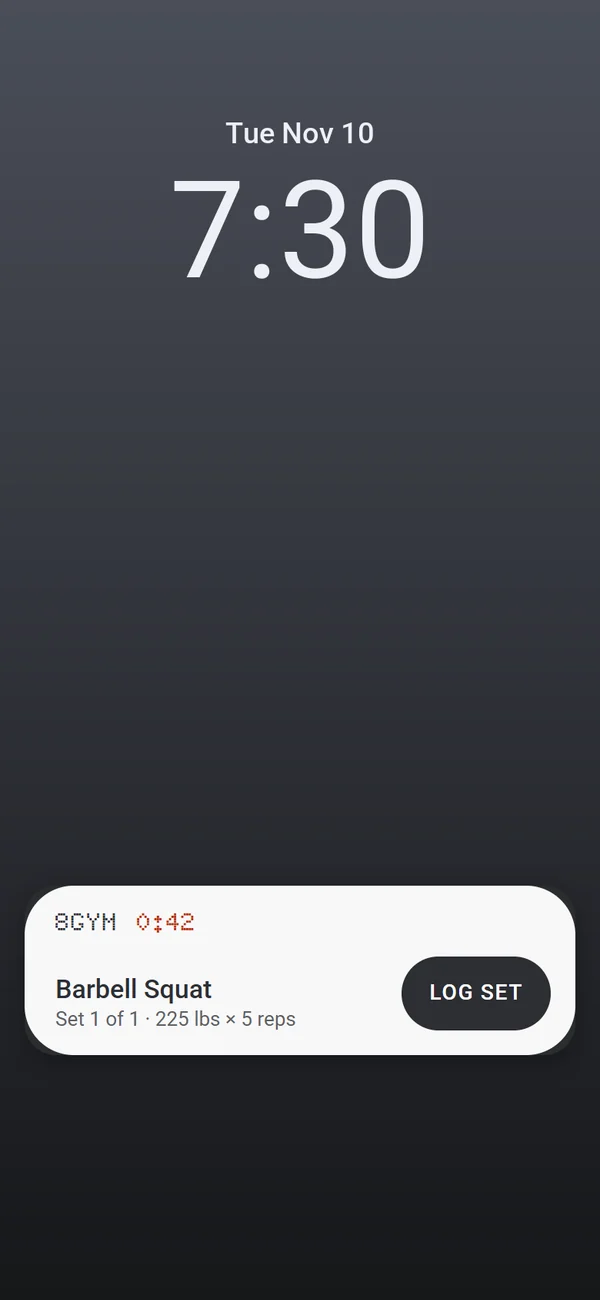 Tue Nov 10
7:30
8GYM 0:42
Barbell Squat
Set 1 of 1 · 225 lbs × 5 reps
LOG SET